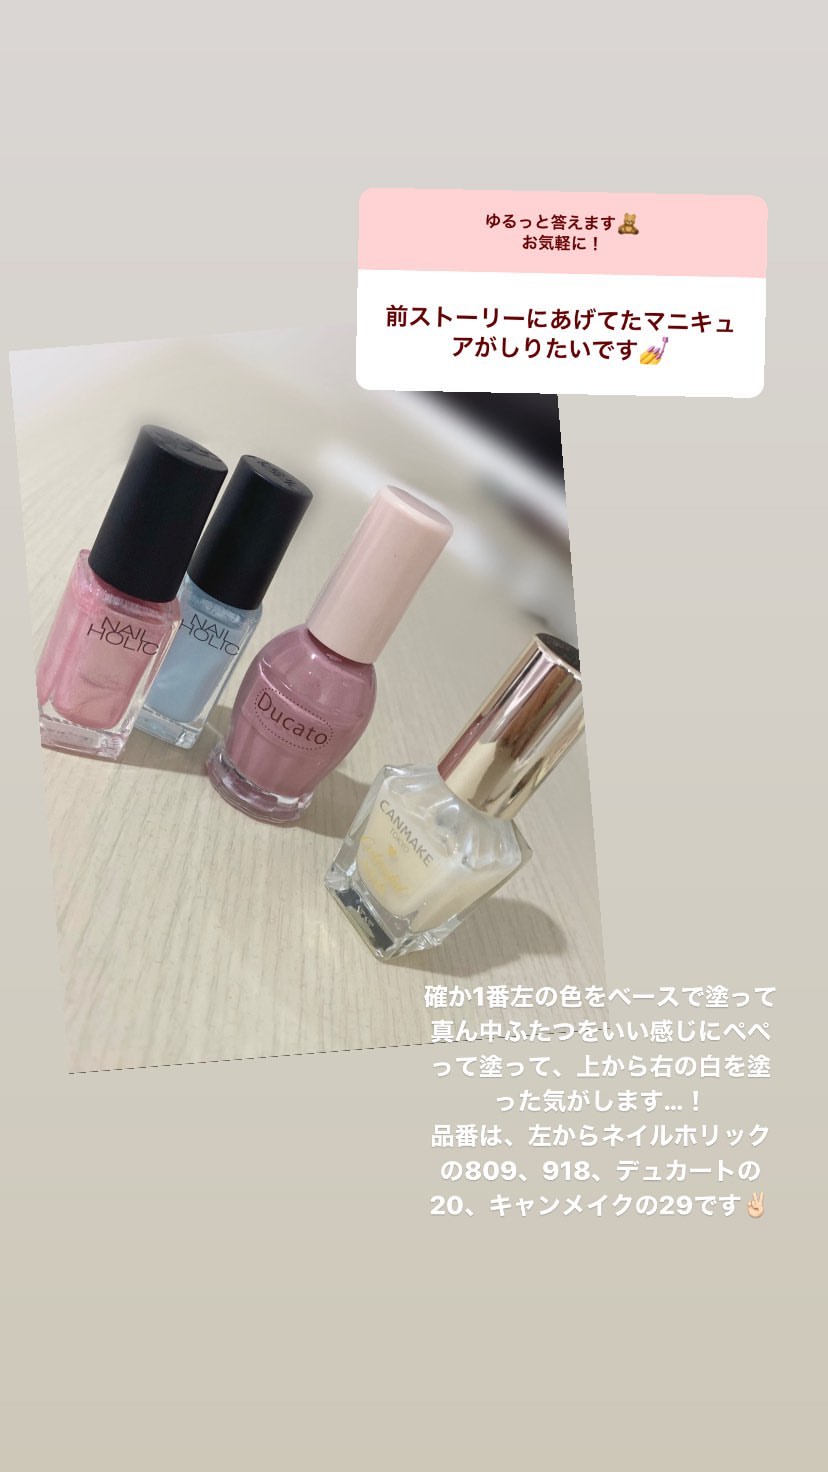 ゆるっと答えます🧸
お気軽に！
前ストーリーにあげてたマニキュ
アがしりたいです💅
NAIL
HOLIC
NAIL
HOLIC
Ducato
CANMAKE
TOKYO
確か1番左の色をベースで塗って
真ん中ふたつをいい感じにペペ
って塗って、上から右の白を塗
った気がします…！
品番は、左からネイルホリック
の809、918、デュカートの
20、キャンメイクの29です✌🏻